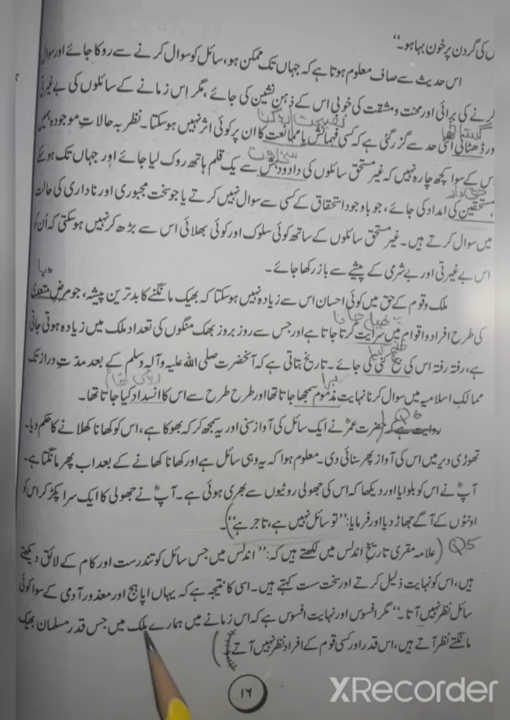 کی گردن پر خون بہا ہو۔"
اس حدیث سے صاف معلوم ہوتا ہے کہ جہاں تک ممکن ہو، سائل کو سوال کرنے سے روکا جائے اور سوال
کرنے کی برائی اور محنت و مشقت کی خوبی اس کے ذہن نشین کی جائے، مگر اس زمانے کے سائلوں کی بے غیرتی
اور ڈھٹائی اتنی حد سے گزر گئی ہے کہ کسی فہمائش یا ممانعت کا ان پر کوئی اثر نہیں ہوسکتا۔ نظر بہ حالاتِ موجودہ ہمیں
اس کے سوا کچھ چارہ نہیں کہ غیر مستحق سائلوں کی داد و دہش سے یک قلم ہاتھ روک لیا جائے اور جہاں تک ہوسکے
مستحقین کی امداد کی جائے، جو باوجود استحقاق کے کسی سے سوال نہیں کرتے یا جو سخت مجبوری اور ناداری کی حالت
میں سوال کرتے ہیں۔ غیر مستحق سائلوں کے ساتھ کوئی سلوک اور کوئی بھلائی اس سے بڑھ کر نہیں ہوسکتی کہ اُن کو
اس بے غیرتی اور بے شرمی کے پیشے سے باز رکھا جائے۔
ملک و قوم کے حق میں کوئی احسان اس سے زیادہ نہیں ہوسکتا کہ بھیک مانگنے کا بدترین پیشہ، جو مرضِ متعدی
پھیل جانا
کی طرح افراد و اقوام میں سرایت کرتا جاتا ہے اور جس سے روز بروز بھک منگوں کی تعداد ملک میں زیادہ ہوتی جاتی
ہے، رفتہ رفتہ اس کی بیخ کنی کی جائے۔ تاریخ بتاتی ہے کہ آنحضرت صلی اللہ علیہ وآلہ وسلم کے بعد مدتِ دراز تک
ممالکِ اسلامیہ میں سوال کرنا نہایت مذموم سمجھا جاتا تھا اور طرح طرح سے اس کا انسداد کیا جاتا تھا۔
Q6
روایت ہے کہ حضرت عمرؓ نے ایک سائل کی آواز سنی اور یہ سمجھ کر کہ بھوکا ہے، اس کو کھانا کھلانے کا حکم دیا۔
تھوڑی دیر میں اس کی آواز پھر سنائی دی۔ معلوم ہوا کہ یہ وہی سائل ہے اور کھانا کھانے کے بعد اب پھر مانگتا ہے۔
آپؓ نے اس کو بلوایا اور دیکھا کہ اس کی جھولی روٹیوں سے بھری ہوئی ہے۔ آپؓ نے جھولی کا ایک سرا پکڑ کر اس کو
اونٹوں کے آگے جھاڑ دیا اور فرمایا: "تو سائل نہیں ہے، تاجر ہے"۔
Q5 (علامہ مقری تاریخِ اندلس میں لکھتے ہیں کہ: "اندلس میں جس سائل کو تندرست اور کام کے لائق دیکھتے
ہیں، اس کو نہایت ذلیل کرتے اور سخت ست کہتے ہیں۔ اسی کا نتیجہ ہے کہ یہاں اپاہج اور معذور آدمی کے سوا کوئی
سائل نظر نہیں آتا۔" مگر افسوس اور نہایت افسوس ہے کہ اس زمانے میں ہمارے ملک میں جس قدر مسلمان بھیک
مانگتے نظر آتے ہیں، اس قدر اور کسی قوم کے افراد نظر نہیں آتے)
۱۶
XRecorder